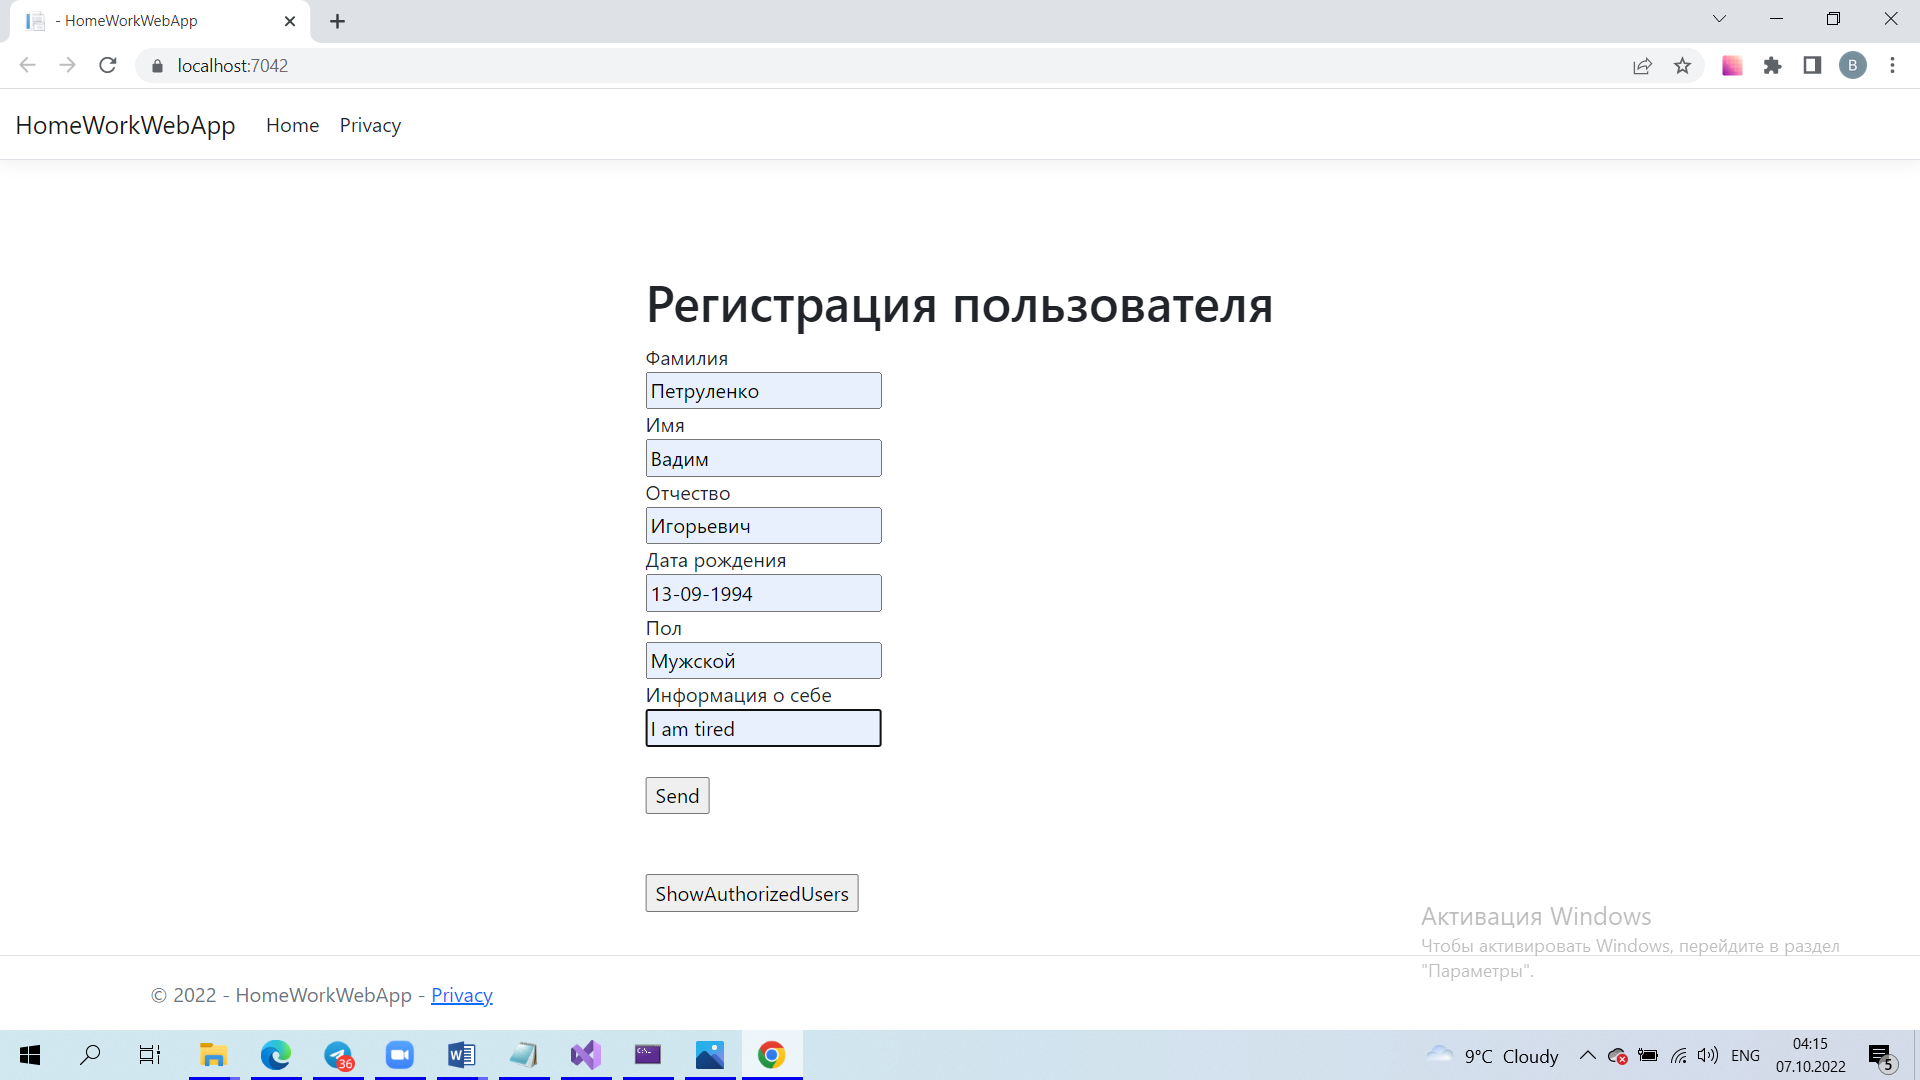 - HomeWorkWebApp
localhost:7042
B
HomeWorkWebApp Home Privacy
Регистрация пользователя
Фамилия
Петруленко
Имя
Вадим
Отчество
Игорьевич
Дата рождения
13-09-1994
Пол
Мужской
Информация о себе
I am tired
Send
ShowAuthorizedUsers
Активация Windows
Чтобы активировать Windows, перейдите в раздел
"Параметры".
© 2022 - HomeWorkWebApp - Privacy
36
9°C Cloudy
ENG
04:15
07.10.2022
5